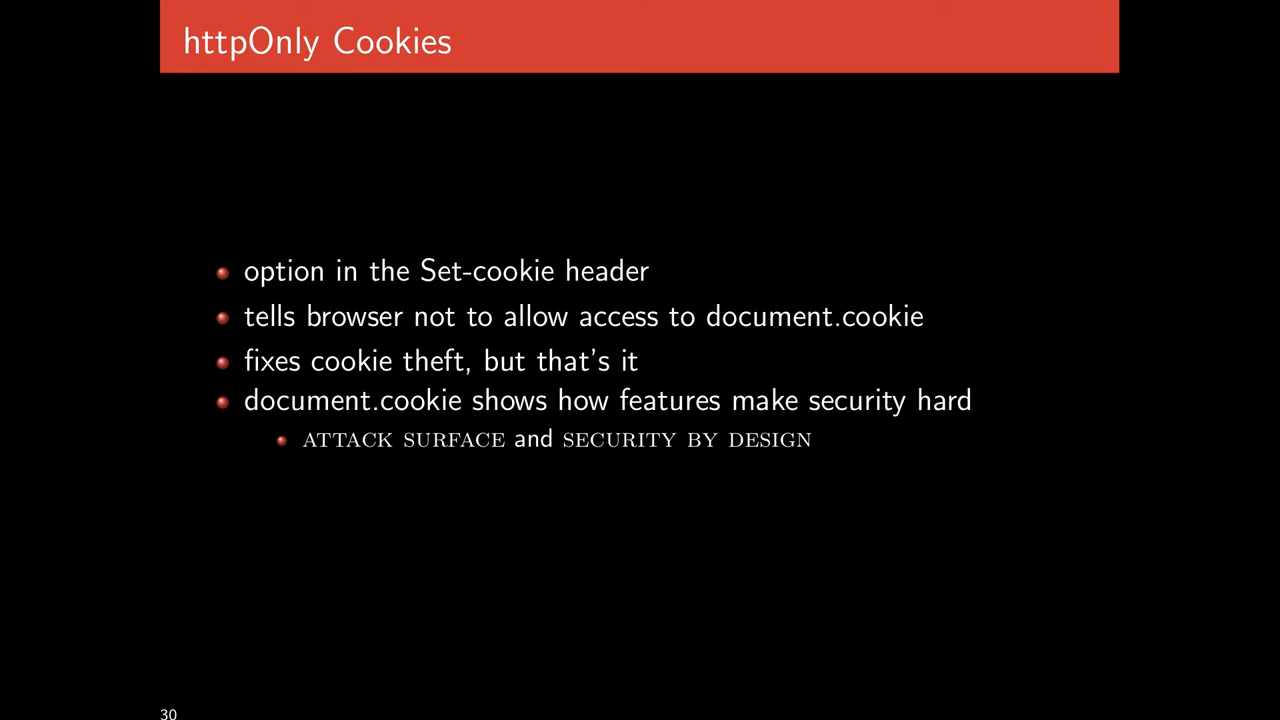 httpOnly Cookies
option in the Set-cookie header
tells browser not to allow access to document.cookie
fixes cookie theft, but that's it
document.cookie shows how features make security hard
ATTACK SURFACE and SECURITY BY DESIGN
30